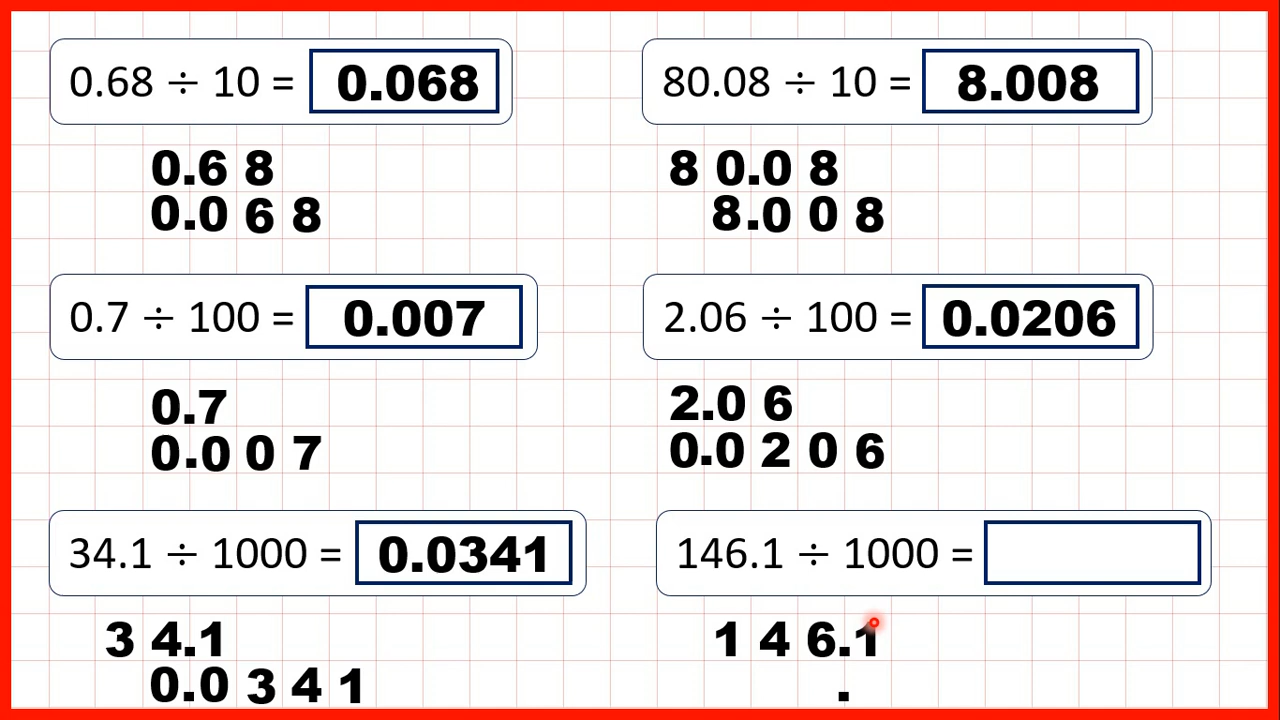 0.68 ÷ 10 = 0.068
0.6 8
0.0 6 8
80.08 ÷ 10 = 8.008
8 0.0 8
8.0 0 8
0.7 ÷ 100 = 0.007
0.7
0.0 0 7
2.06 ÷ 100 = 0.0206
2.0 6
0.0 2 0 6
34.1 ÷ 1000 = 0.0341
3 4.1
0.0 3 4 1
146.1 ÷ 1000 =
1 4 6.1
.